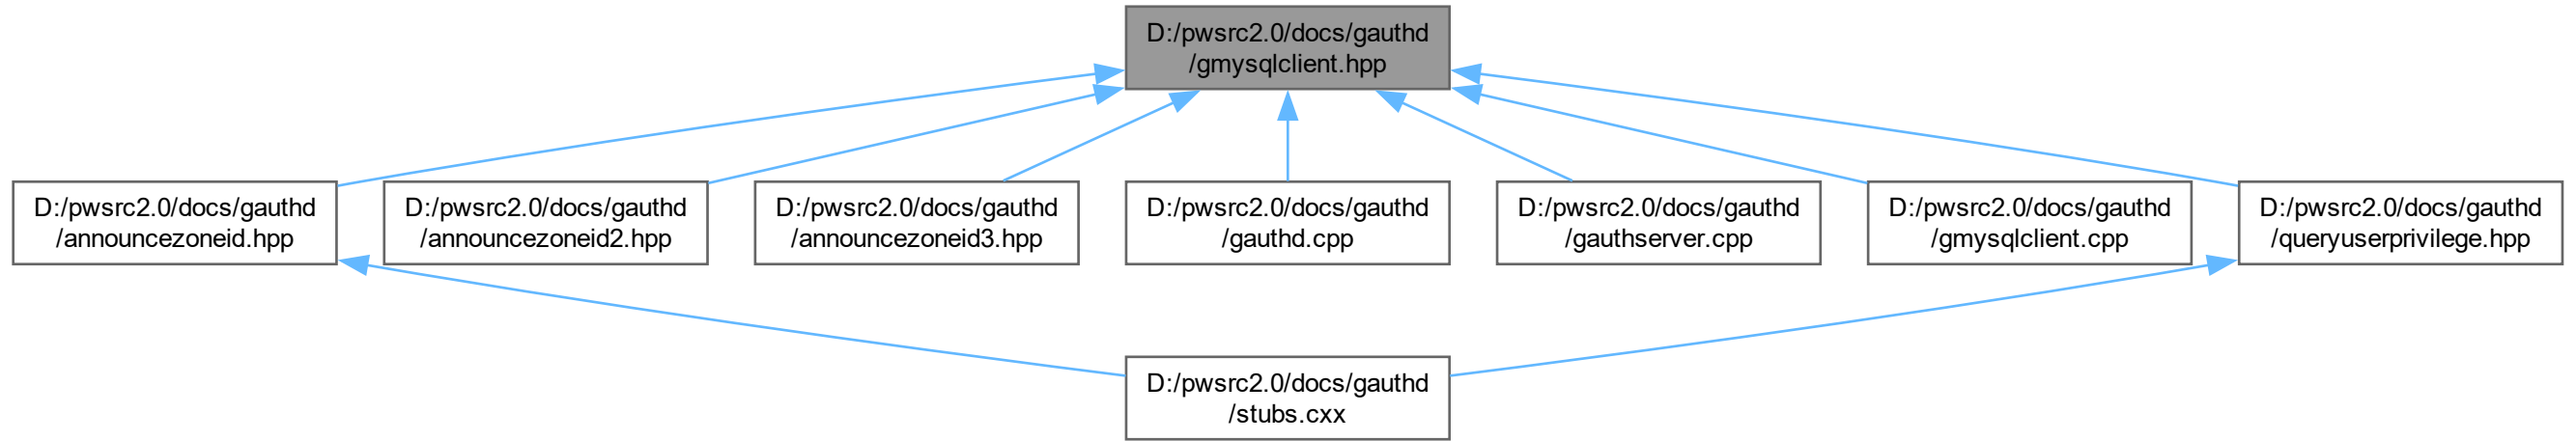 D:/pwsrc2.0/docs/gauthd
/gmysqlclient.hpp
D:/pwsrc2.0/docs/gauthd
/announcezoneid.hpp
D:/pwsrc2.0/docs/gauthd
/announcezoneid2.hpp
D:/pwsrc2.0/docs/gauthd
/announcezoneid3.hpp
D:/pwsrc2.0/docs/gauthd
/gauthd.cpp
D:/pwsrc2.0/docs/gauthd
/gauthserver.cpp
D:/pwsrc2.0/docs/gauthd
/gmysqlclient.cpp
D:/pwsrc2.0/docs/gauthd
/queryuserprivilege.hpp
D:/pwsrc2.0/docs/gauthd
/stubs.cxx